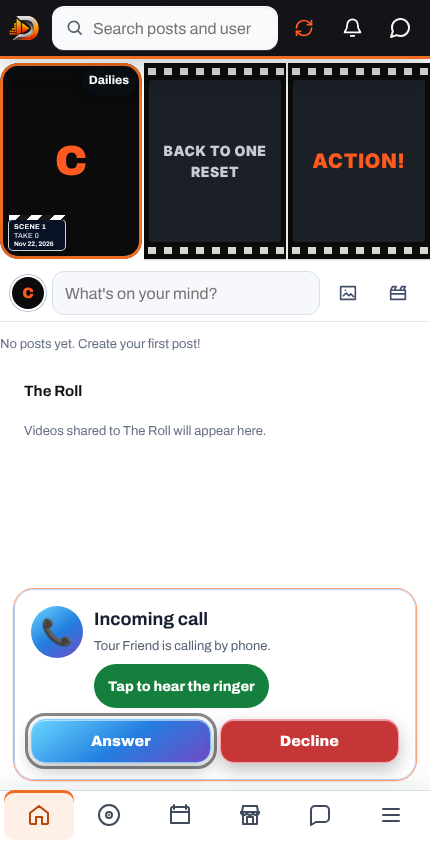 Search posts and user
Dailies
C
SCENE 1
TAKE 0
Nov 22, 2026
BACK TO ONE
RESET
ACTION!
C
What's on your mind?
No posts yet. Create your first post!
The Roll
Videos shared to The Roll will appear here.
Incoming call
Your Friend is calling by phone.
Tap to hear the ringer
Answer
Decline